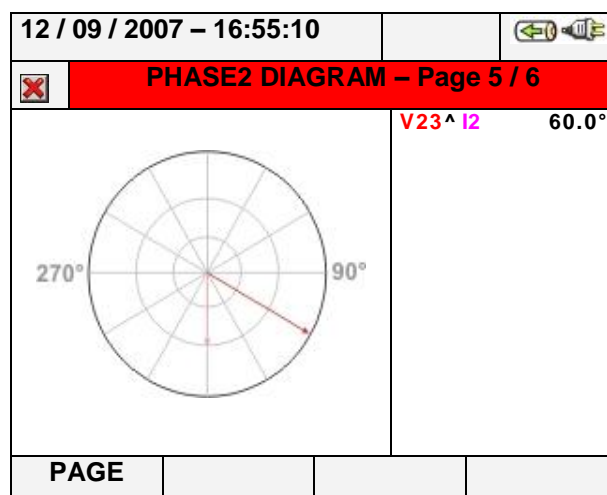 12 / 09 / 2007 – 16:55:10
PHASE2 DIAGRAM – Page 5 / 6
V23^I2 60.0°
270° 90°
PAGE